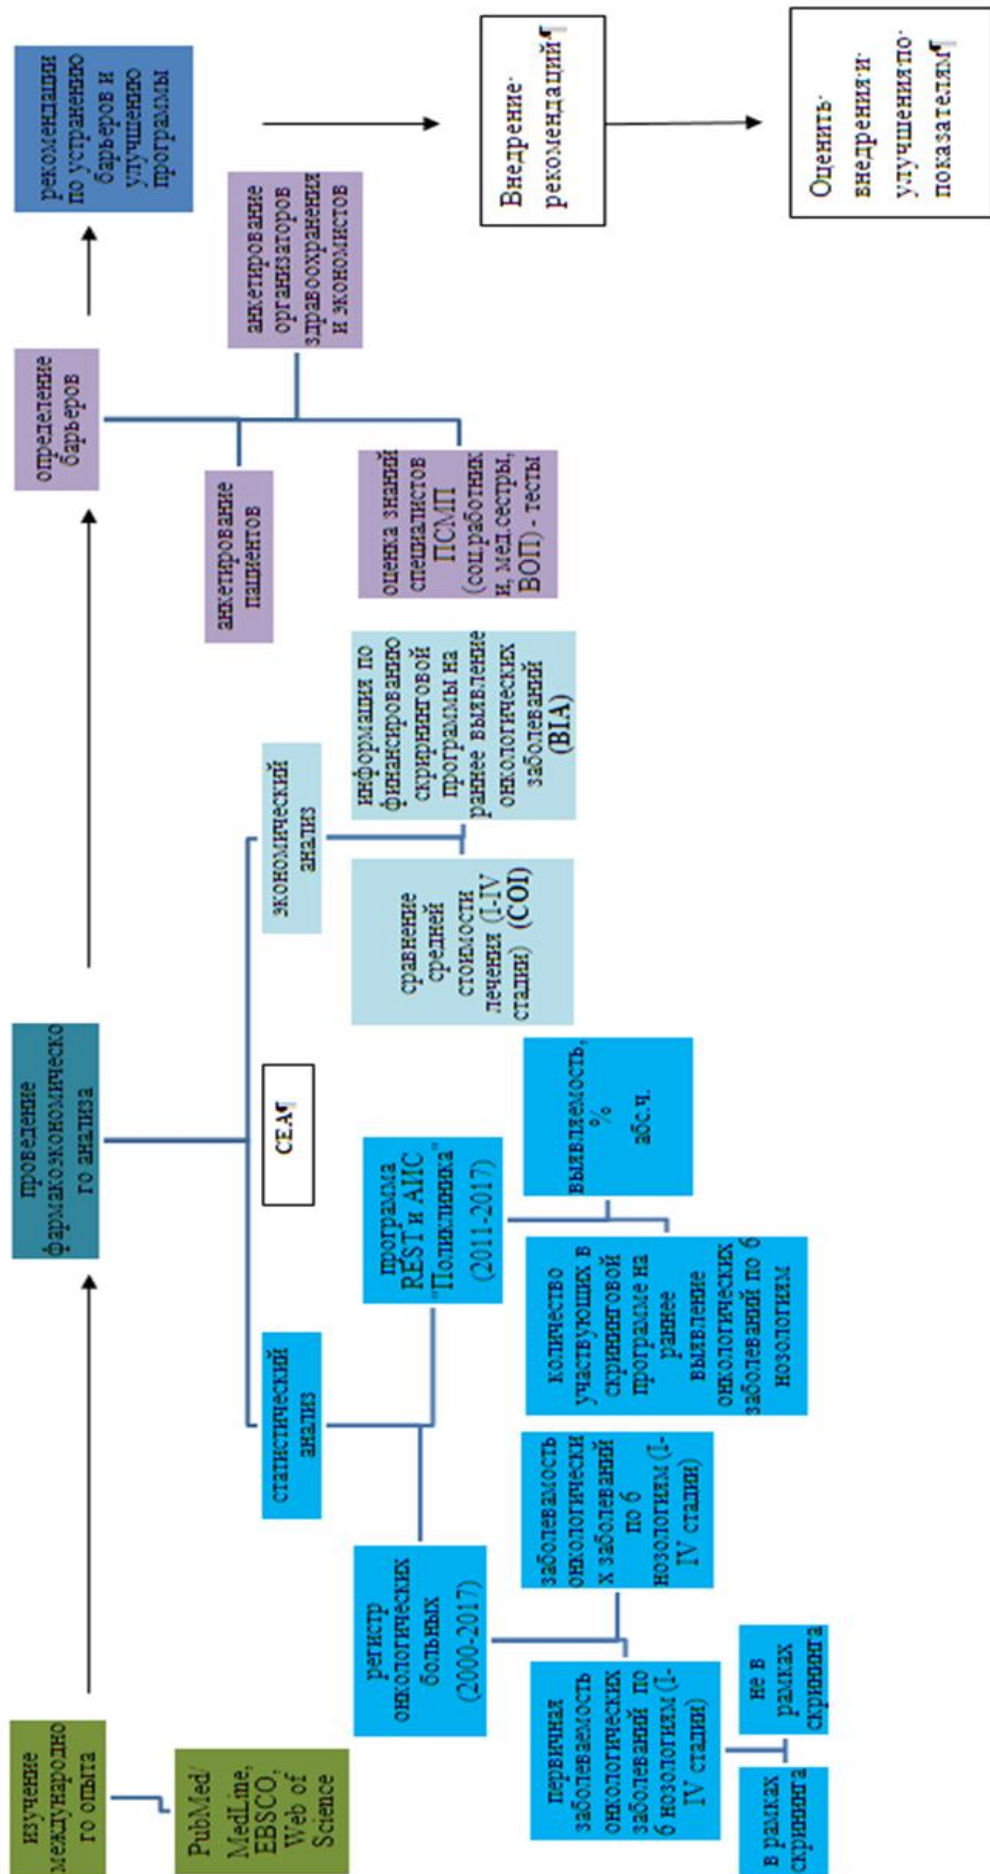 изучение
международно
го опыта
PubMed/
MedLine,
EBSCO,
Web of
Science
проведение
фармакоэкономическо
го анализа
CEA¶
статистический
анализ
регистр
онкологических
больных
(2000-2017)
первичная
заболеваемость
онкологических
заболеваний по
6 нозологиям (I-
IV стадии)
в рамках
скрининга
не в
рамках
скрининга
заболевамость
онкологически
х заболеваний
по 6
нозологиям (I-
IV стадии)
программа
REST и АИС
"Поликлиника"
(2011-2017)
количество
участвующих в
скрининговой
программе на
раннее
выявление
онкологических
заболеваний по 6
нозологиям
выявляемость,
%
абс.ч.
экономический
анализ
сравнение
средней
стоимости
лечения (I-IV
стадии) (COI)
информация по
финансированию
скрирнинговой
программы на
раннее выявление
онкологических
заболеваний
(BIA)
определение
барьеров
анкетирование
пациентов
оценка знаний
специалистов
ПСМП
(соц.работник
и, мед.сестры,
ВОП) - тесты
анкетирование
организаторов
здравоохранения
и экономистов
рекомендации
по устранению
барьеров и
улучшению
программы
Внедрение·
рекомендаций¶
Оценить·
внедрения·и·
улучшения·по·
показателям¶